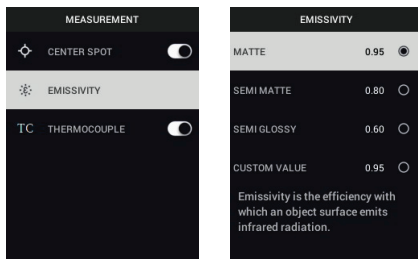 MEASUREMENT
CENTER SPOT
EMISSIVITY
TC THERMOCOUPLE
EMISSIVITY
MATTE 0.95
SEMI MATTE 0.80
SEMI GLOSSY 0.60
CUSTOM VALUE 0.95
Emissivity is the efficiency with
which an object surface emits
infrared radiation.